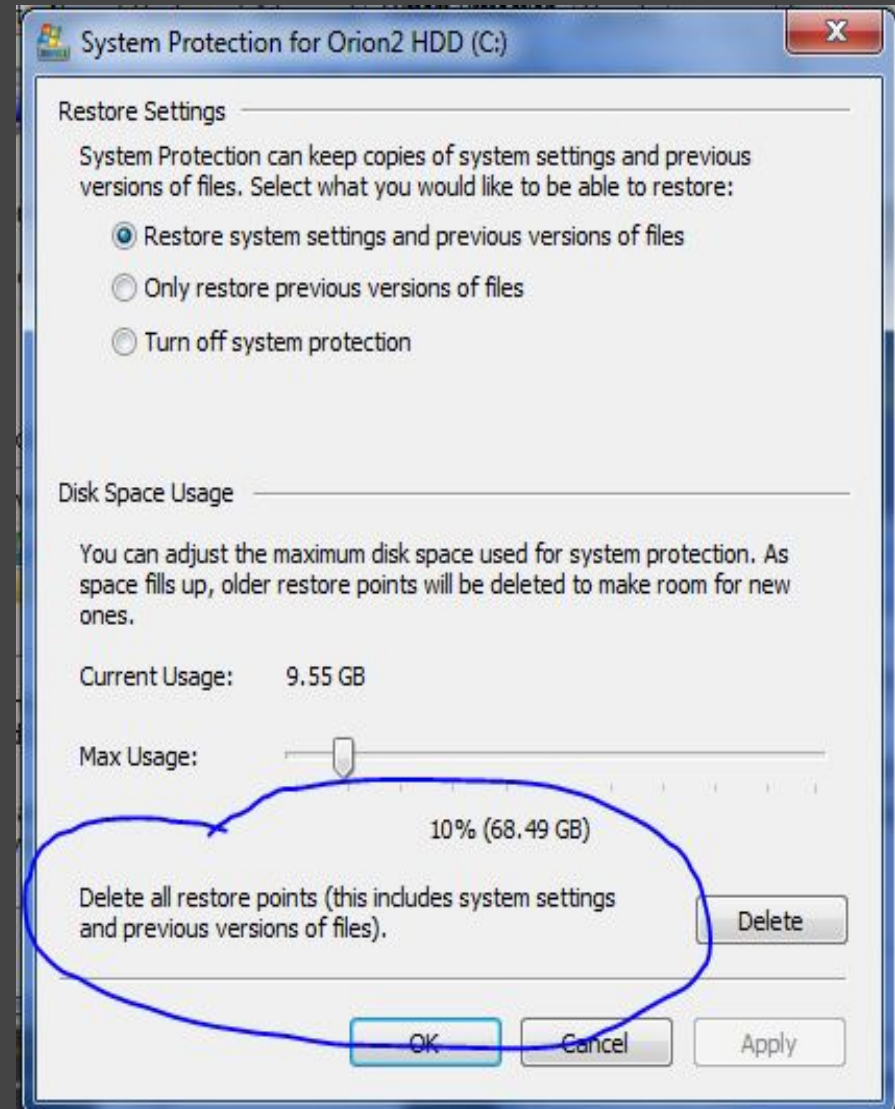 System Protection for Orion2 HDD (C:)
Restore Settings
System Protection can keep copies of system settings and previous
versions of files. Select what you would like to be able to restore:
Restore system settings and previous versions of files
Only restore previous versions of files
Turn off system protection
Disk Space Usage
You can adjust the maximum disk space used for system protection. As
space fills up, older restore points will be deleted to make room for new
ones.
Current Usage: 9.55 GB
Max Usage:
10% (68.49 GB)
Delete all restore points (this includes system settings
and previous versions of files).
Delete
OK Cancel Apply